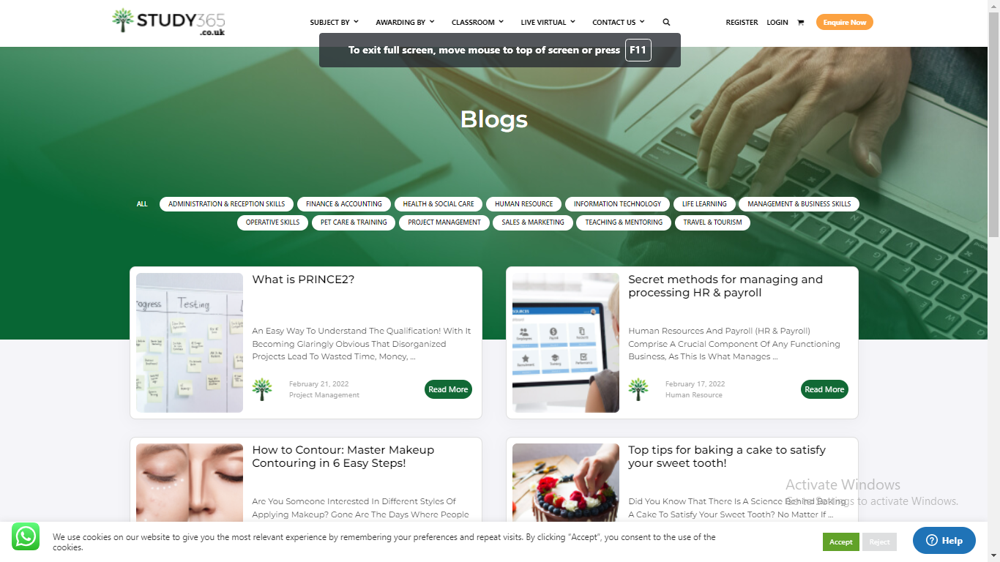 STUDY365
.co.uk
SUBJECT BY
AWARDING BY
CLASSROOM
LIVE VIRTUAL
CONTACT US
REGISTER
LOGIN
Enquire Now
To exit full screen, move mouse to top of screen or press F11
Blogs
ALL
ADMINISTRATION & RECEPTION SKILLS
FINANCE & ACCOUNTING
HEALTH & SOCIAL CARE
HUMAN RESOURCE
INFORMATION TECHNOLOGY
LIFE LEARNING
MANAGEMENT & BUSINESS SKILLS
OPERATIVE SKILLS
PET CARE & TRAINING
PROJECT MANAGEMENT
SALES & MARKETING
TEACHING & MENTORING
TRAVEL & TOURISM
Testing
What is PRINCE2?
An Easy Way To Understand The Qualification! With It
Becoming Glaringly Obvious That Disorganized
Projects Lead To Wasted Time, Money, ...
February 21, 2022
Project Management
Read More
Secret methods for managing and
processing HR & payroll
Human Resources And Payroll (HR & Payroll)
Comprise A Crucial Component Of Any Functioning
Business, As This Is What Manages ...
February 17, 2022
Human Resource
Read More
How to Contour: Master Makeup
Contouring in 6 Easy Steps!
Are You Someone Interested In Different Styles Of
Applying Makeup? Gone Are The Days Where People
Top tips for baking a cake to satisfy
your sweet tooth!
Did You Know That There Is A Science Behind Baking
A Cake To Satisfy Your Sweet Tooth? No Matter If ...
Activate Windows
Go to Settings to activate Windows.
We use cookies on our website to give you the most relevant experience by remembering your preferences and repeat visits. By clicking “Accept”, you consent to the use of the
cookies.
Accept
Reject
Help